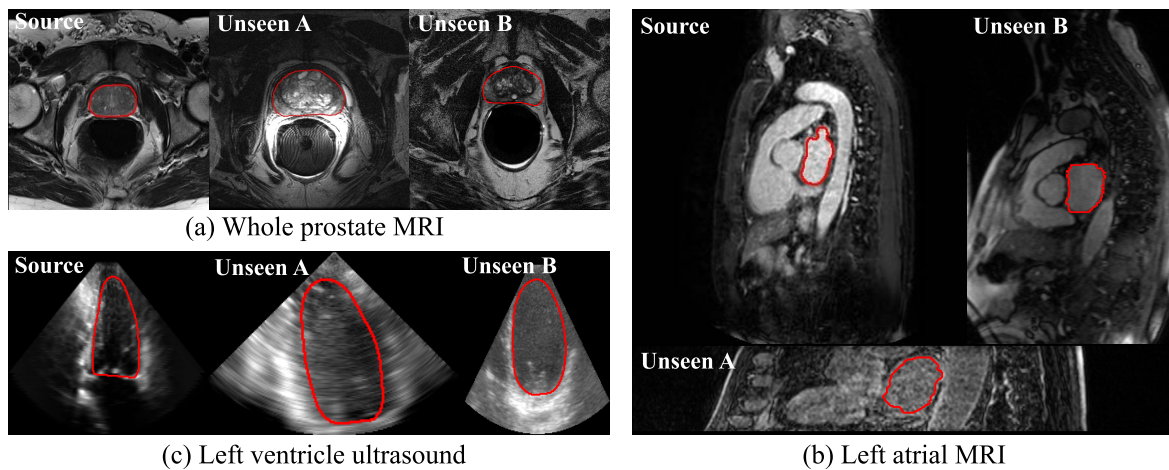 Source Unseen A Unseen B
(a) Whole prostate MRI
Source Unseen A Unseen B
(c) Left ventricle ultrasound
Source Unseen B
Unseen A
(b) Left atrial MRI